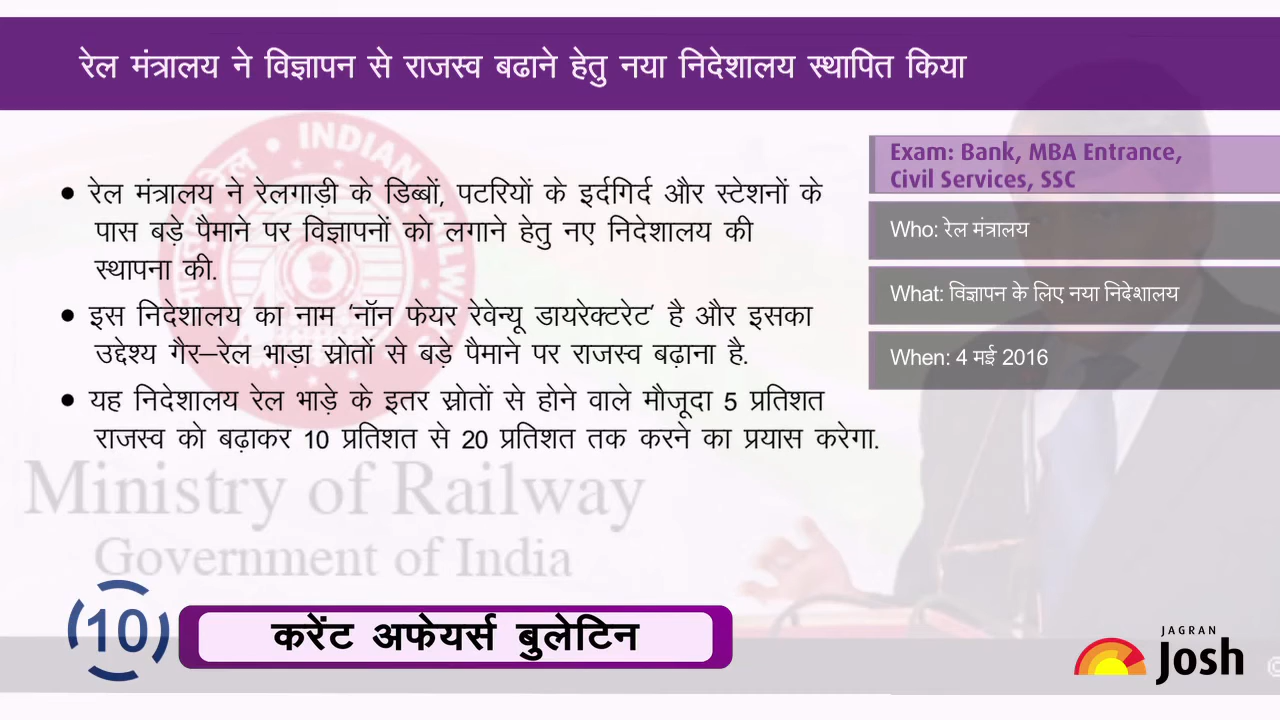 रेल मंत्रालय ने विज्ञापन से राजस्व बढाने हेतु नया निदेशालय स्थापित किया
• रेल मंत्रालय ने रेलगाड़ी के डिब्बों, पटरियों के इर्दगिर्द और स्टेशनों के
पास बड़े पैमाने पर विज्ञापनों को लगाने हेतु नए निदेशालय की
स्थापना की.
• इस निदेशालय का नाम 'नॉन फेयर रेवेन्यू डायरेक्टरेट' है और इसका
उद्देश्य गैर–रेल भाड़ा स्रोतों से बड़े पैमाने पर राजस्व बढ़ाना है.
• यह निदेशालय रेल भाड़े के इतर स्रोतों से होने वाले मौजूदा 5 प्रतिशत
राजस्व को बढ़ाकर 10 प्रतिशत से 20 प्रतिशत तक करने का प्रयास करेगा.
Exam: Bank, MBA Entrance,
Civil Services, SSC
Who: रेल मंत्रालय
What: विज्ञापन के लिए नया निदेशालय
When: 4 मई 2016
INDIAN RAILWAYS
भारतीय रेल
Ministry of Railway
Government of India
10
करेंट अफेयर्स बुलेटिन
JAGRAN
Josh